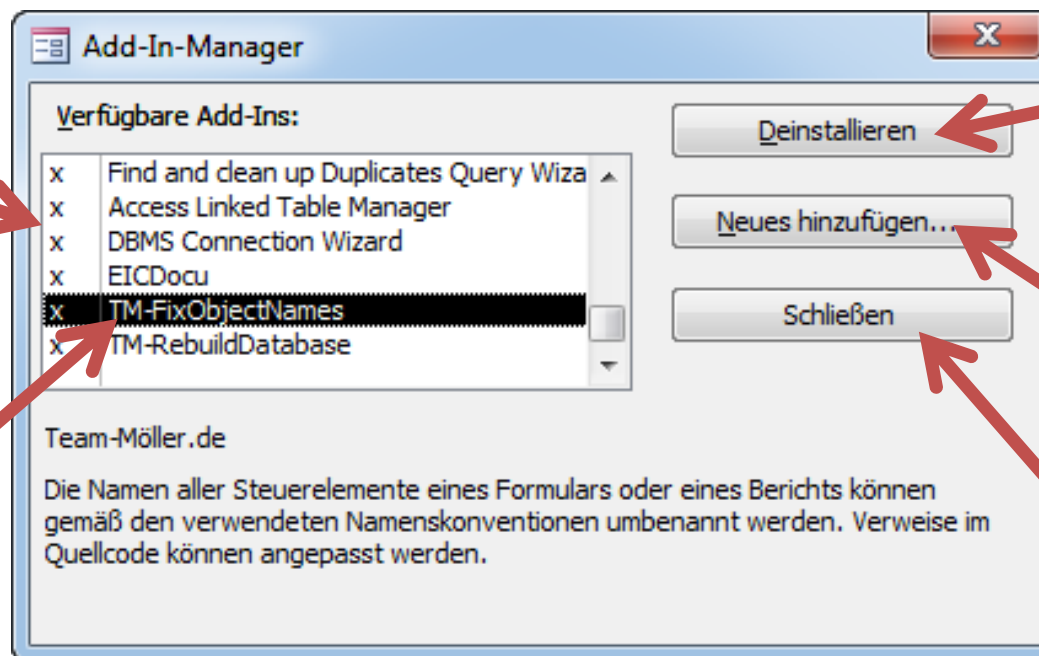 Add-In-Manager
Verfügbare Add-Ins:
Deinstallieren
x Find and clean up Duplicates Query Wiza
x Access Linked Table Manager
Neues hinzufügen...
x DBMS Connection Wizard
x EICDocu
x TM-FixObjectNames
Schließen
x TM-RebuildDatabase
Team-Möller.de
Die Namen aller Steuerelemente eines Formulars oder eines Berichts können
gemäß den verwendeten Namenskonventionen umbenannt werden. Verweise im
Quellcode können angepasst werden.